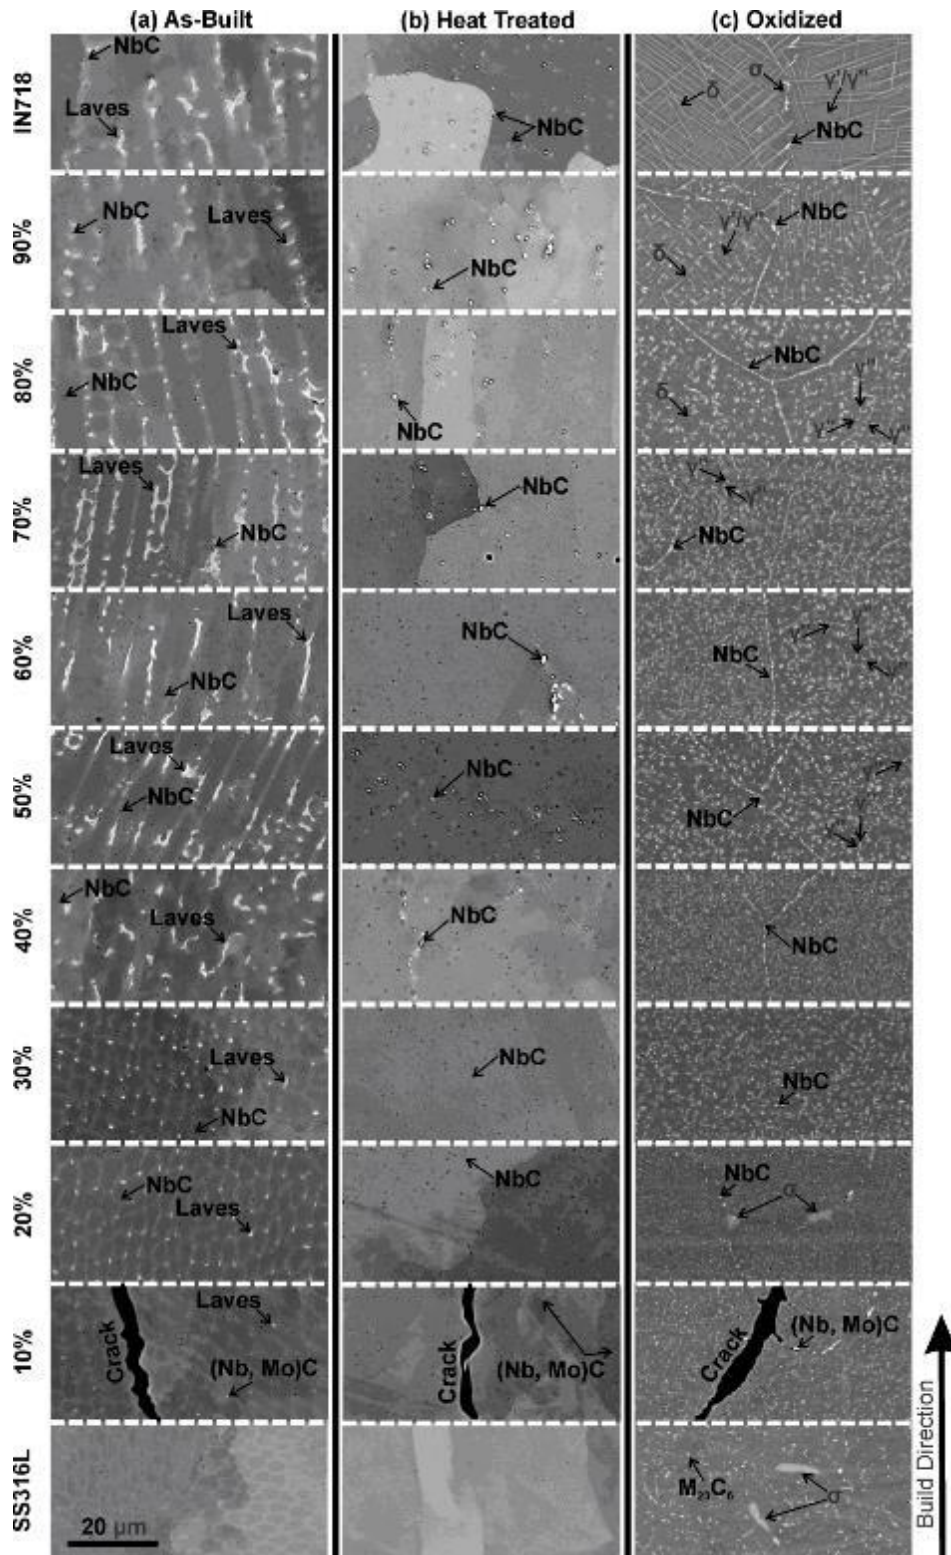 (a) As-Built (b) Heat Treated (c) Oxidized
IN718
NbC
Laves
NbC
δ
σ
γ'/γ"
NbC
90%
NbC
Laves
NbC
δ
γ'/γ"
NbC
80%
Laves
NbC
NbC
NbC
δ
γ"
γ"
γ"
70%
Laves
NbC
NbC
γ"
γ"
NbC
60%
Laves
NbC
NbC
NbC
γ"
γ"
50%
Laves
NbC
NbC
NbC
γ"
40%
NbC
Laves
NbC
NbC
30%
Laves
NbC
NbC
NbC
20%
NbC
Laves
NbC
NbC
σ
10%
Crack
Laves
(Nb, Mo)C
Crack
(Nb, Mo)C
Crack
(Nb, Mo)C
SS316L
20 µm
M₂₃C₆
σ
Build Direction